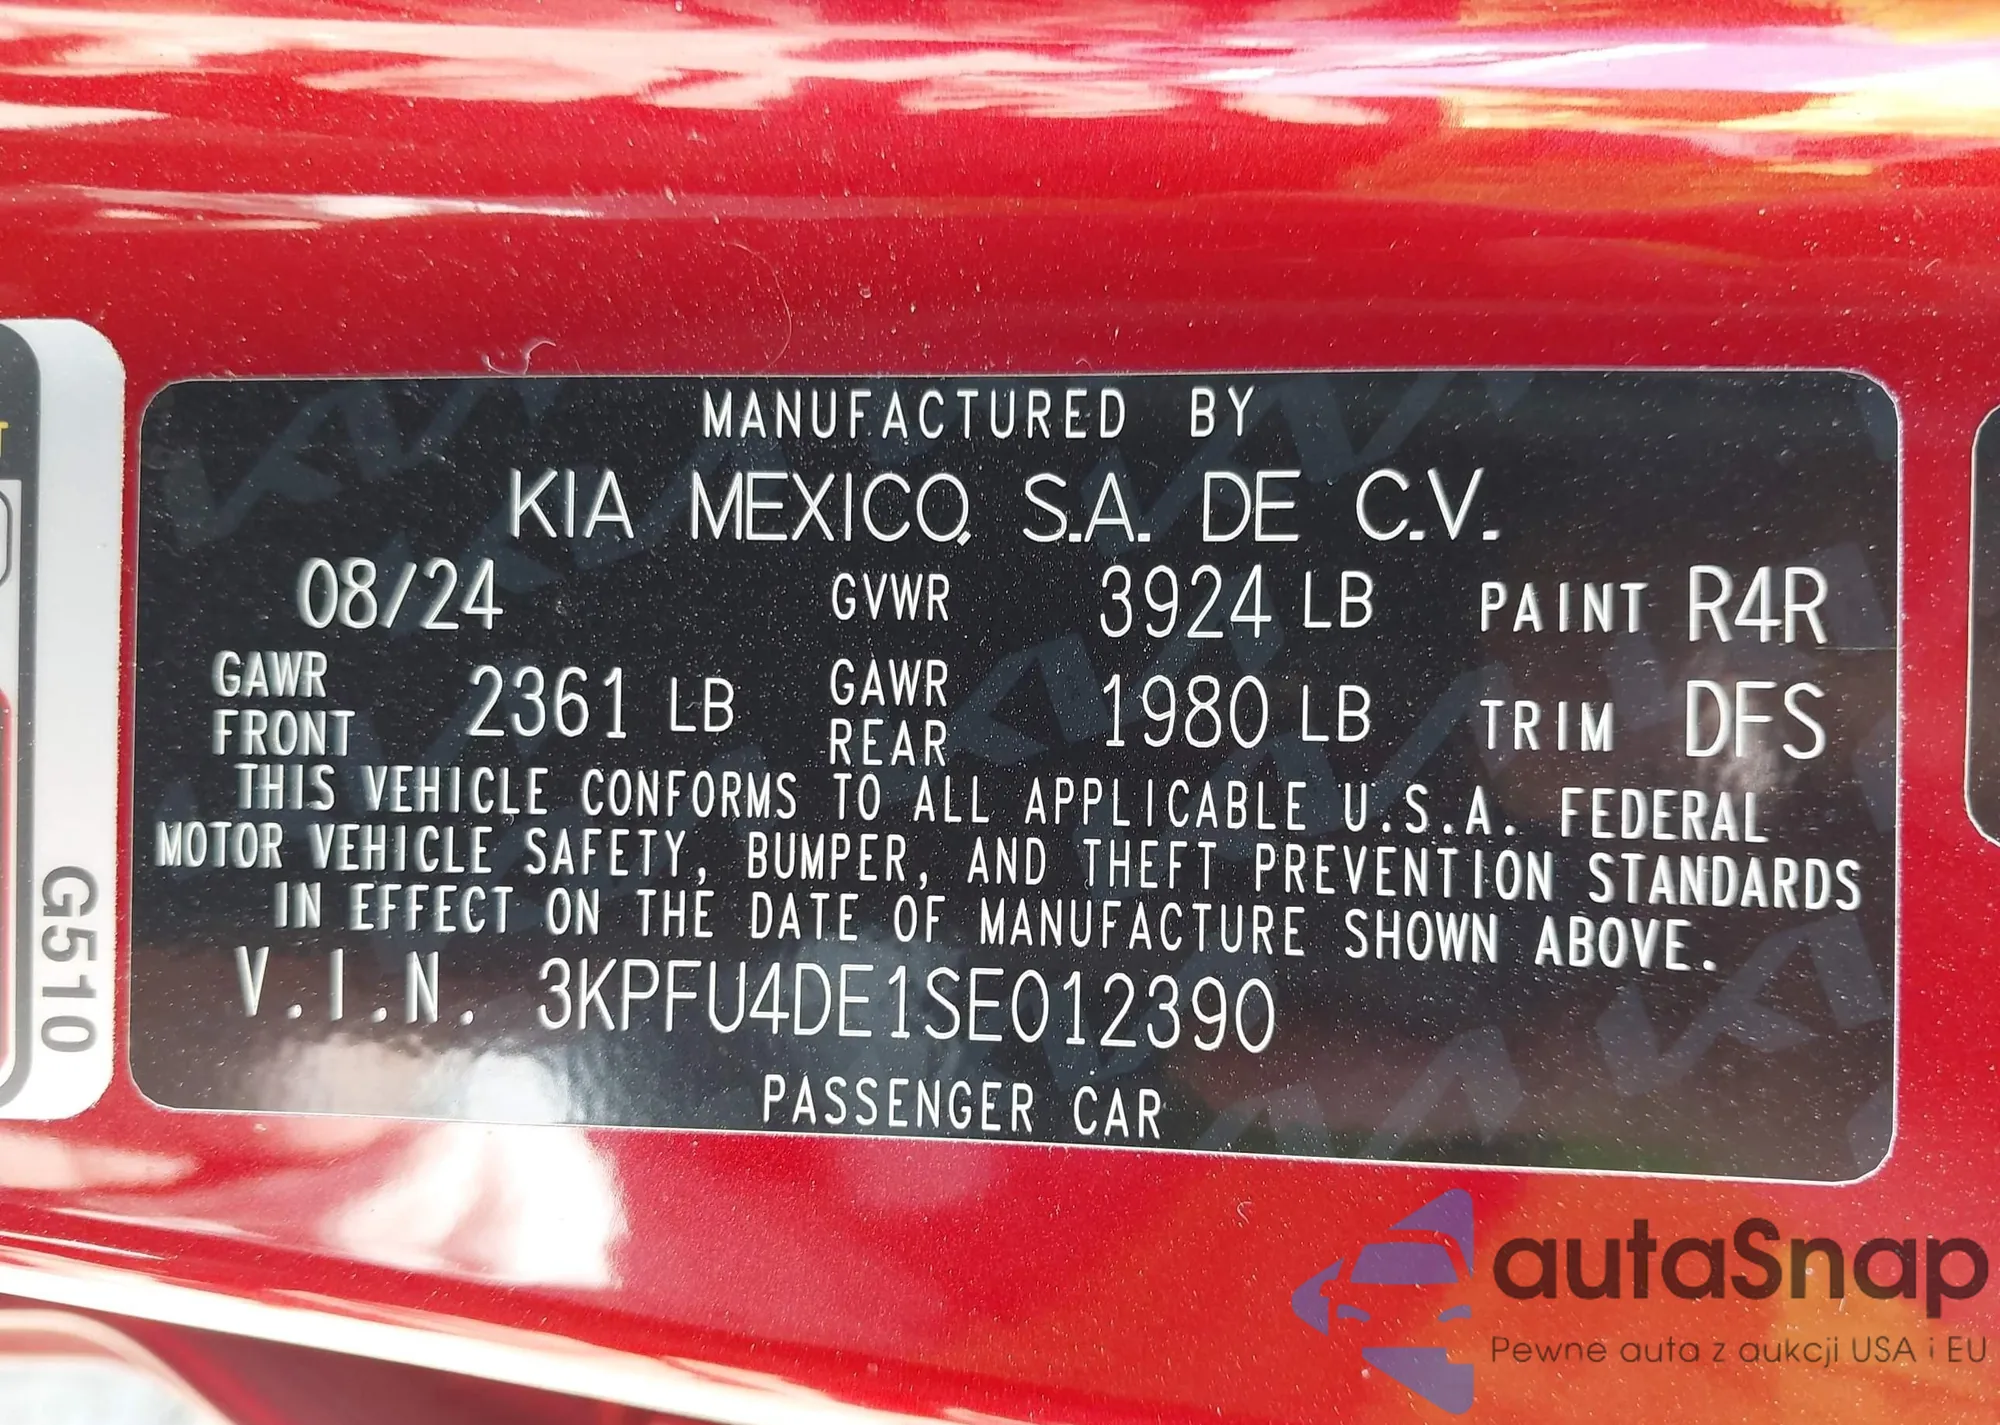 MANUFACTURED BY
KIA MEXICO, S.A. DE C.V.
08/24 GVWR 3924 LB PAINT R4R
GAWR FRONT 2361 LB GAWR REAR 1980 LB TRIM DFS
THIS VEHICLE CONFORMS TO ALL APPLICABLE U.S.A. FEDERAL
MOTOR VEHICLE SAFETY, BUMPER, AND THEFT PREVENTION STANDARDS
IN EFFECT ON THE DATE OF MANUFACTURE SHOWN ABOVE.
V.I.N. 3KPFU4DE1SE012390
PASSENGER CAR
G510
autaSnap
Pewne auta z aukcji USA i EU